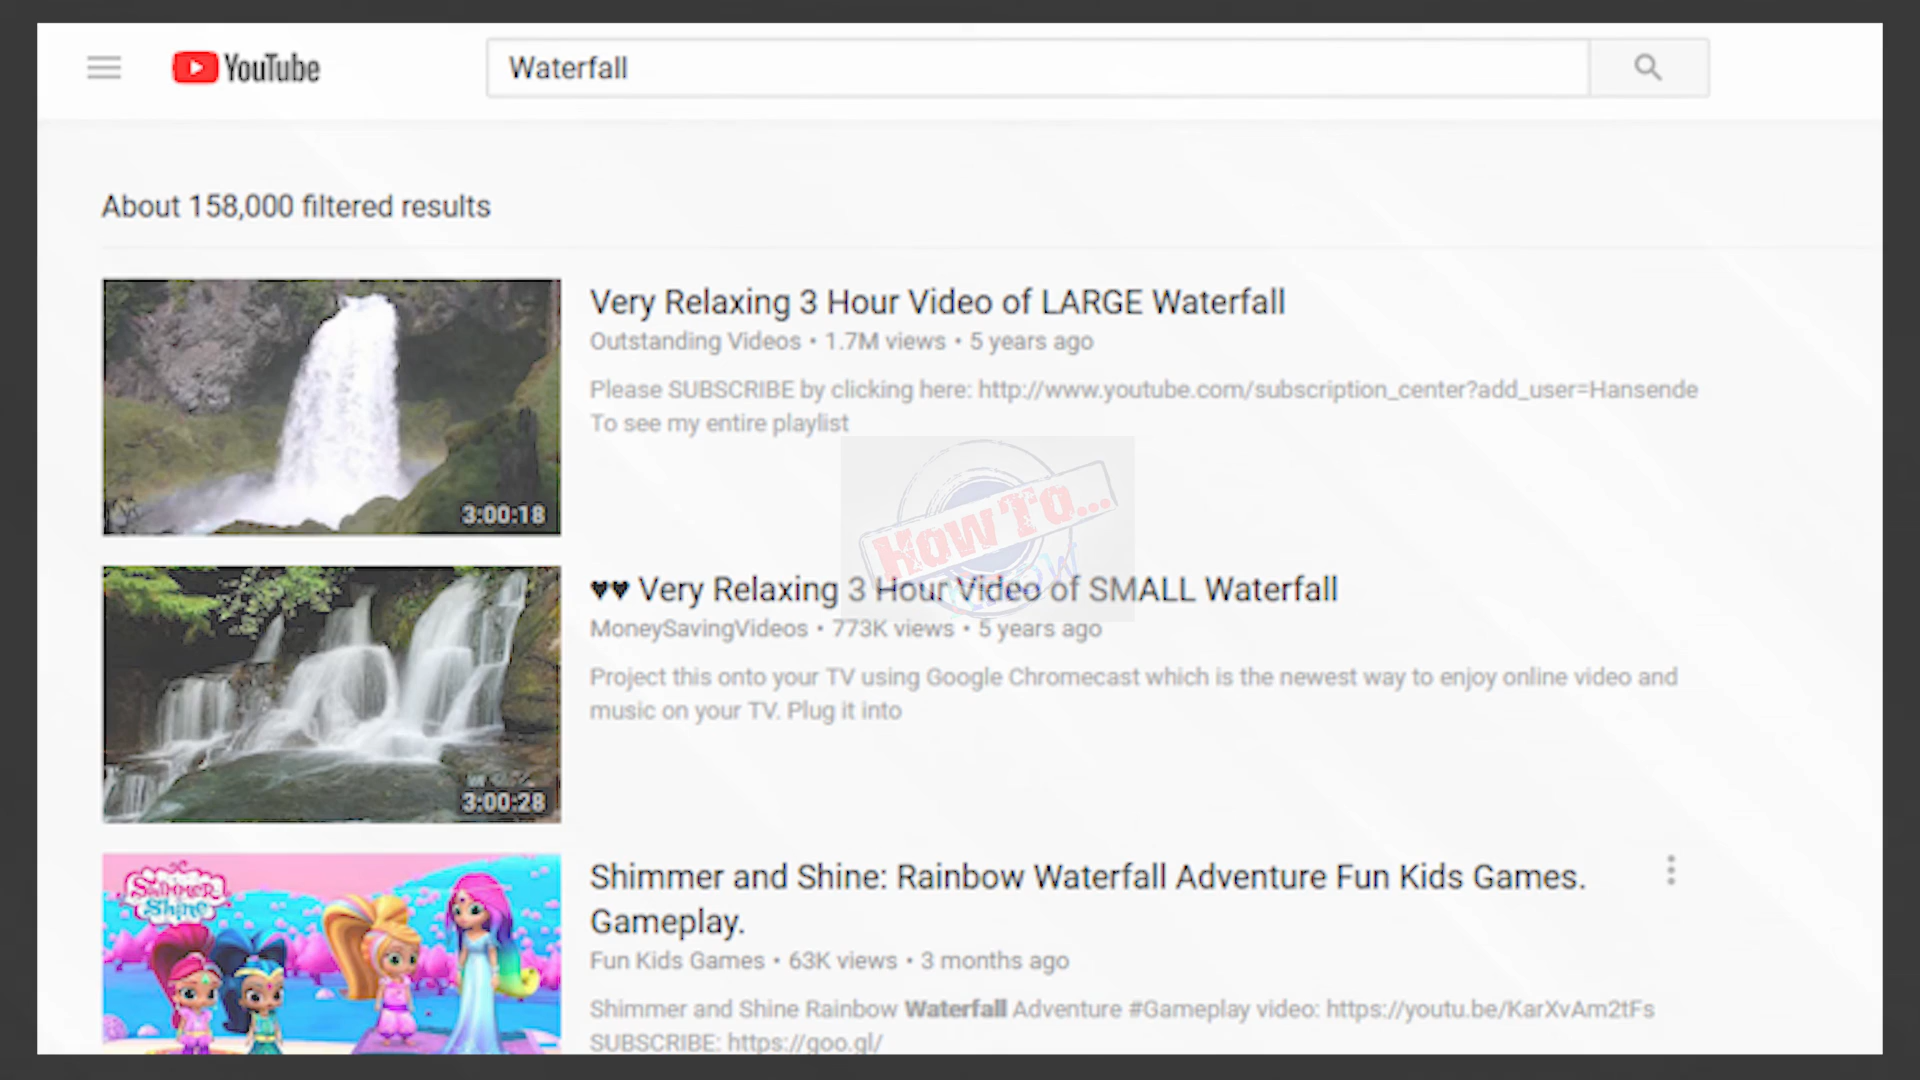 YouTube
Waterfall
About 158,000 filtered results
Very Relaxing 3 Hour Video of LARGE Waterfall
Outstanding Videos • 1.7M views • 5 years ago
Please SUBSCRIBE by clicking here: http://www.youtube.com/subscription_center?add_user=Hansende
To see my entire playlist
3:00:18
HowTo...
♥♥ Very Relaxing 3 Hour Video of SMALL Waterfall
MoneySavingVideos • 773K views • 5 years ago
Project this onto your TV using Google Chromecast which is the newest way to enjoy online video and
music on your TV. Plug it into
3:00:28
Shimmer and Shine: Rainbow Waterfall Adventure Fun Kids Games.
Gameplay.
Fun Kids Games • 63K views • 3 months ago
Shimmer and Shine Rainbow Waterfall Adventure #Gameplay video: https://youtu.be/KarXvAm2tFs
SUBSCRIBE: https://goo.gl/
Shimmer
Shine